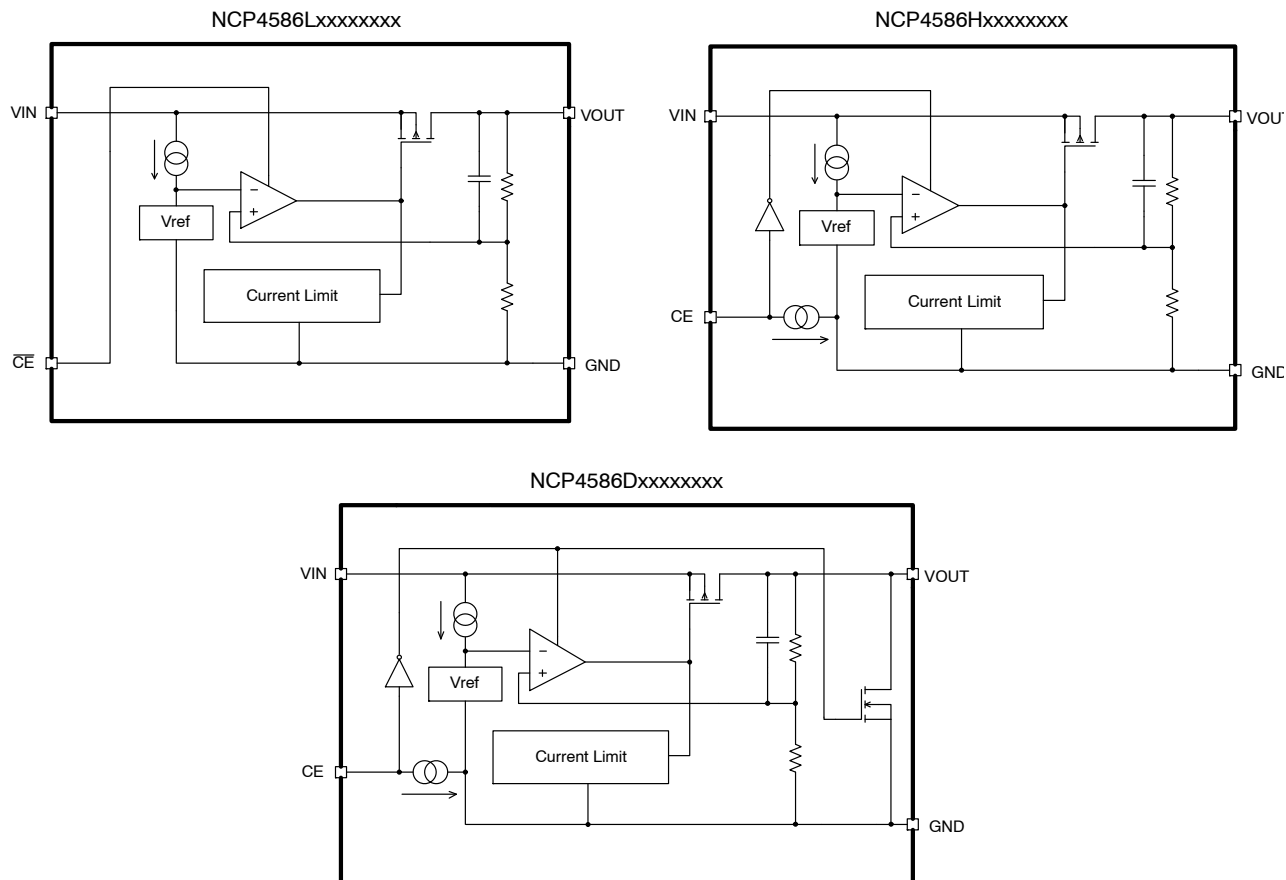 NCP4586Lxxxxxxxx
VIN
VOUT
−
+
Vref
Current Limit
CE
GND
NCP4586Hxxxxxxxx
VIN
VOUT
−
+
Vref
Current Limit
CE
GND
NCP4586Dxxxxxxxx
VIN
VOUT
−
+
Vref
Current Limit
CE
GND